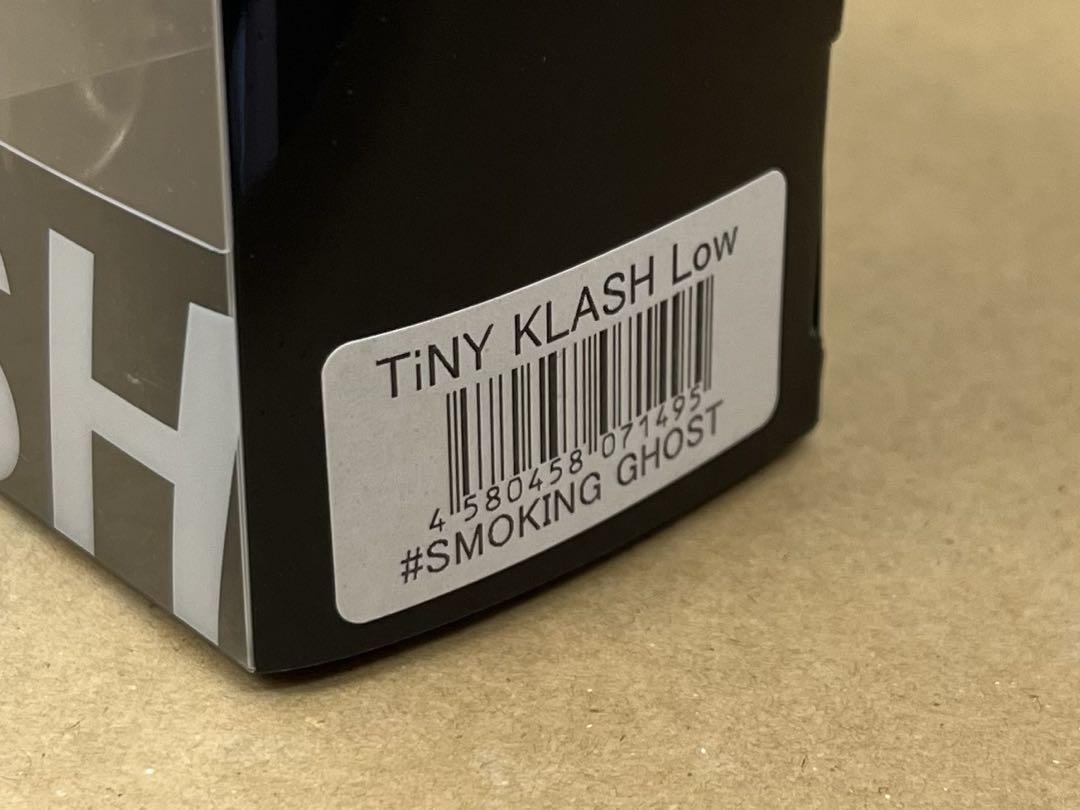 SH
TiNY KLASH Low
4 580458 071495
#SMOKING GHOST